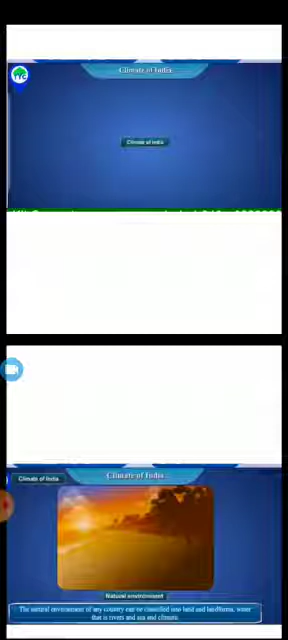 Climate of India
Climate of India
Climate of India
Climate of India
Natural environment
The natural environment of any country can be classified into land and landforms, water
that is rivers and sea and climate.